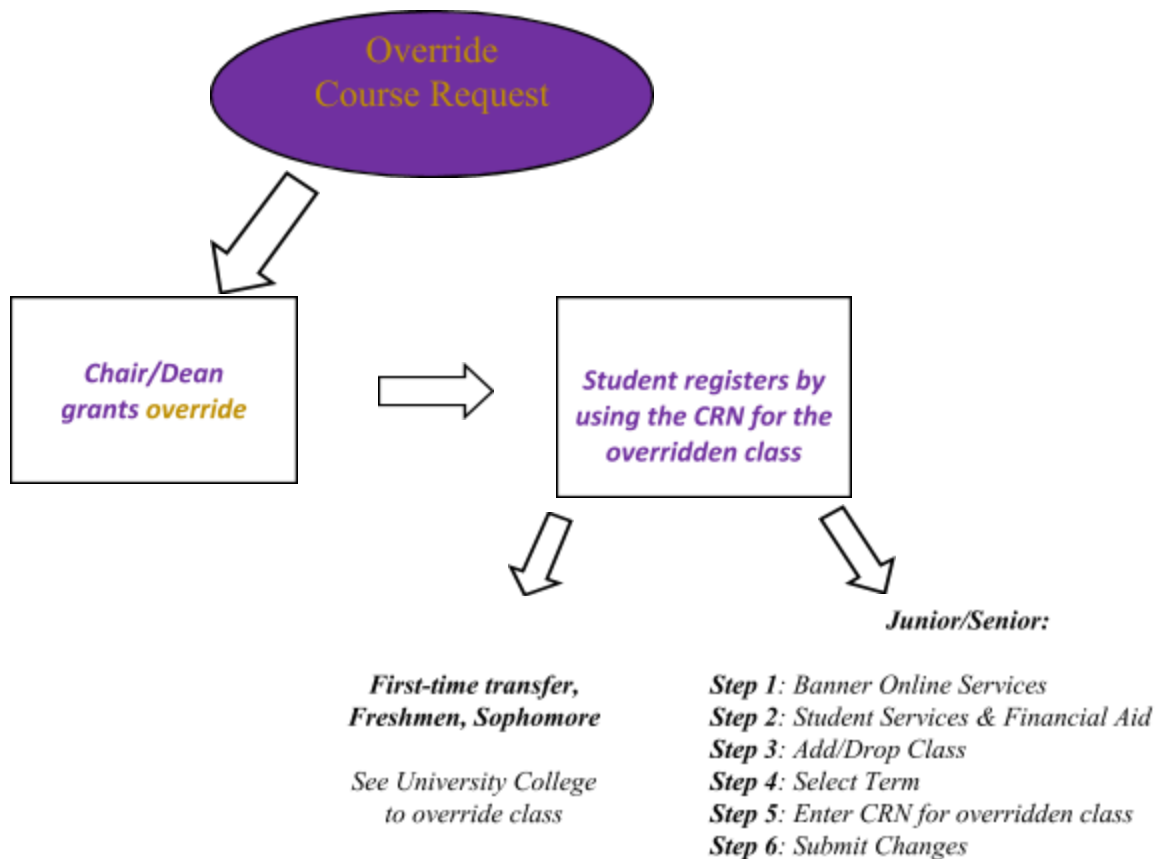 Override
Course Request
Chair/Dean
grants override
Student registers by
using the CRN for the
overridden class
First-time transfer,
Freshmen, Sophomore
See University College
to override class
Junior/Senior:
Step 1: Banner Online Services
Step 2: Student Services & Financial Aid
Step 3: Add/Drop Class
Step 4: Select Term
Step 5: Enter CRN for overridden class
Step 6: Submit Changes